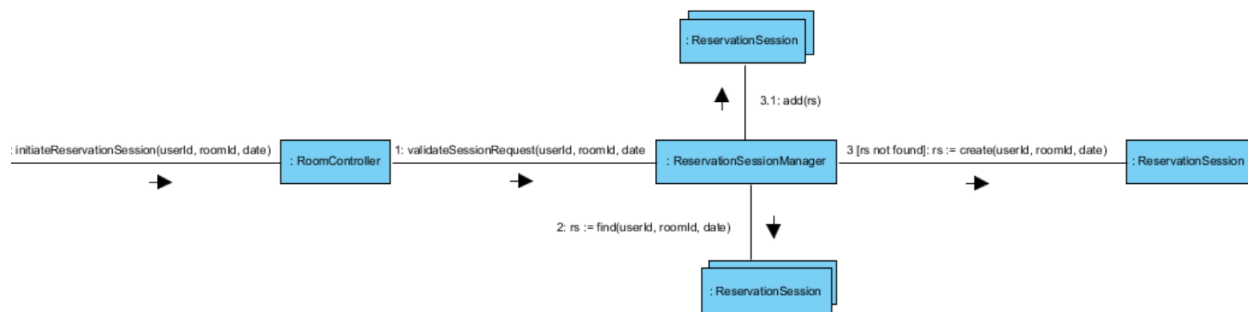 : ReservationSession
3.1: add(rs)
: initiateReservationSession(userId, roomId, date)
: RoomController
1: validateSessionRequest(userId, roomId, date
: ReservationSessionManager
3 [rs not found]: rs := create(userId, roomId, date)
: ReservationSession
2: rs := find(userId, roomId, date)
: ReservationSession